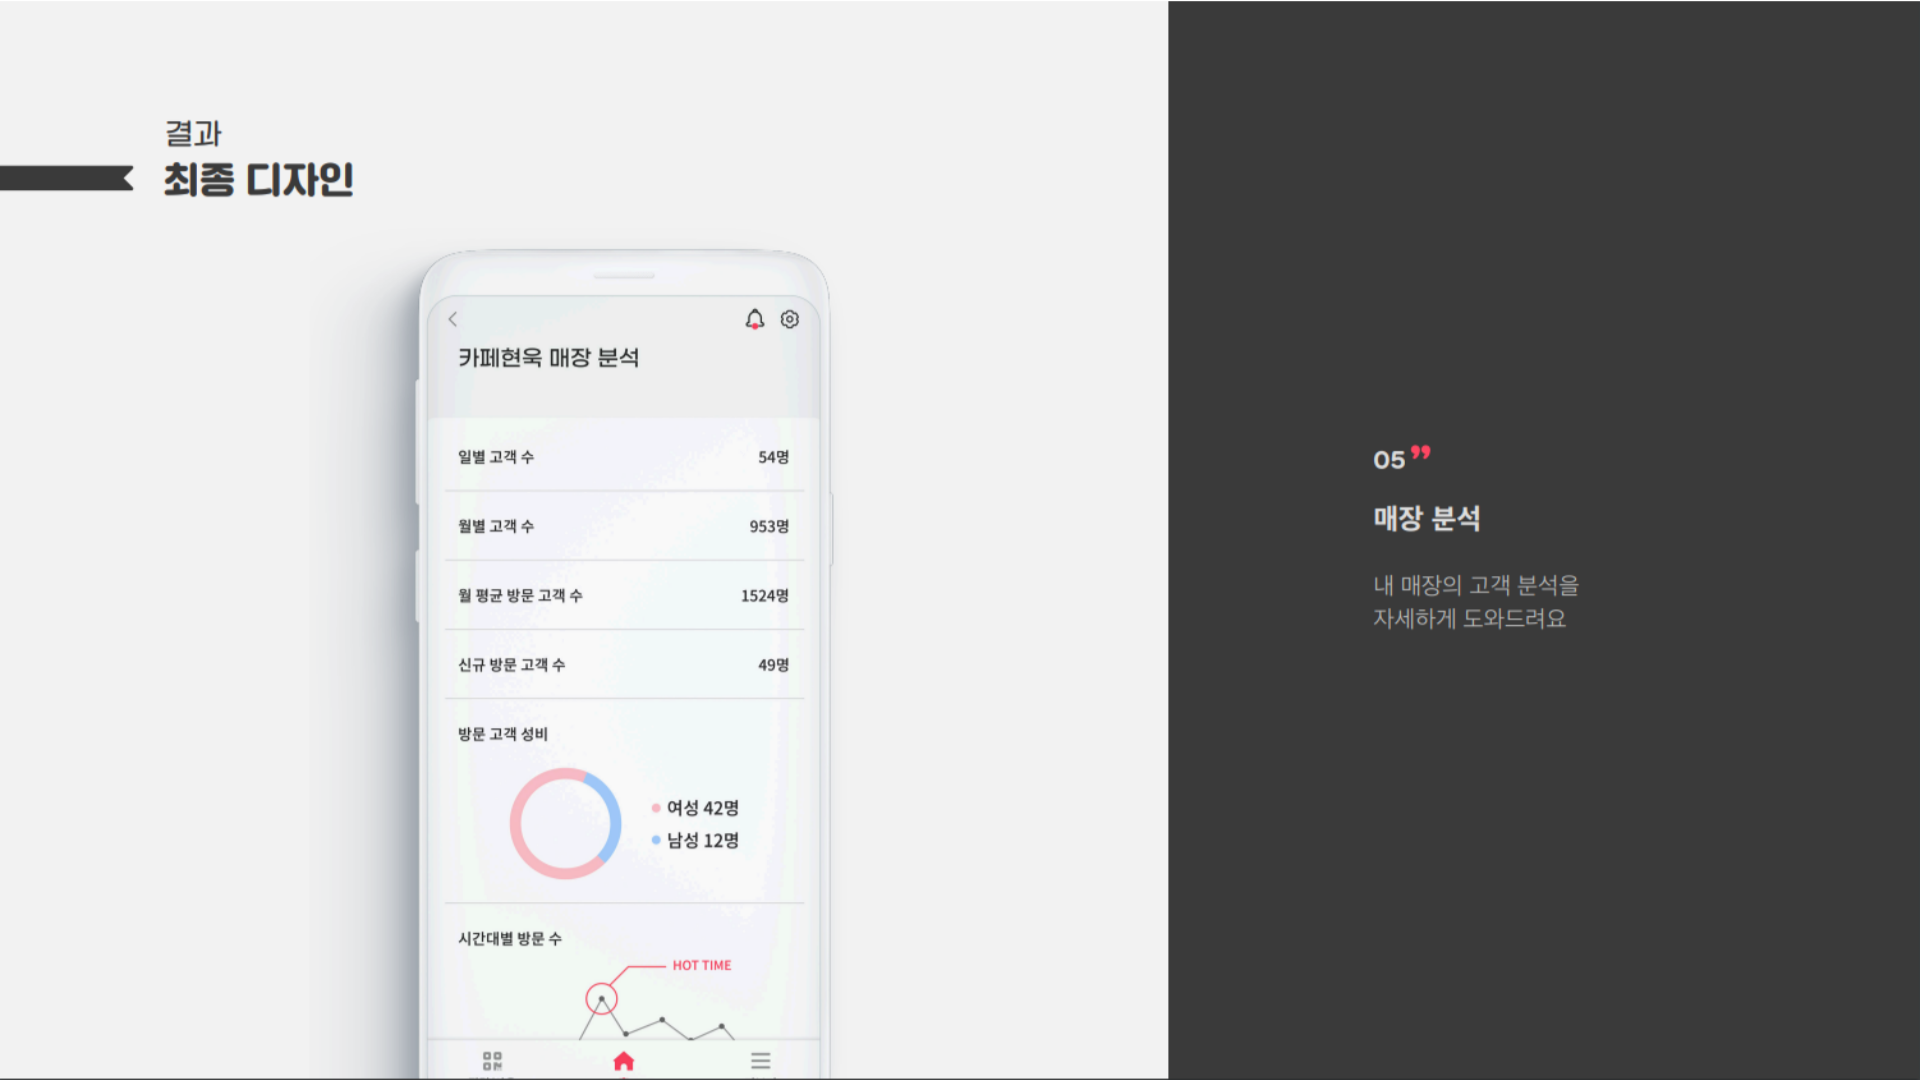 결과
최종 디자인
카페현욱 매장 분석
일별 고객 수 54명
월별 고객 수 953명
월 평균 방문 고객 수 1524명
신규 방문 고객 수 49명
방문 고객 성비
여성 42명
남성 12명
시간대별 방문 수
HOT TIME
05
매장 분석
내 매장의 고객 분석을
자세하게 도와드려요